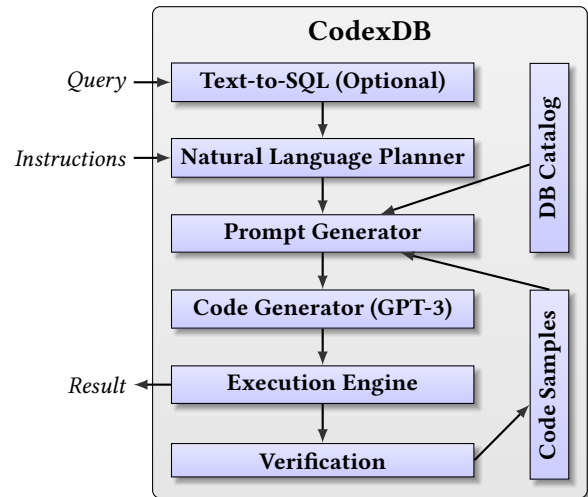 CodexDB
Query
Text-to-SQL (Optional)
Instructions
Natural Language Planner
DB Catalog
Prompt Generator
Code Generator (GPT-3)
Result
Execution Engine
Code Samples
Verification